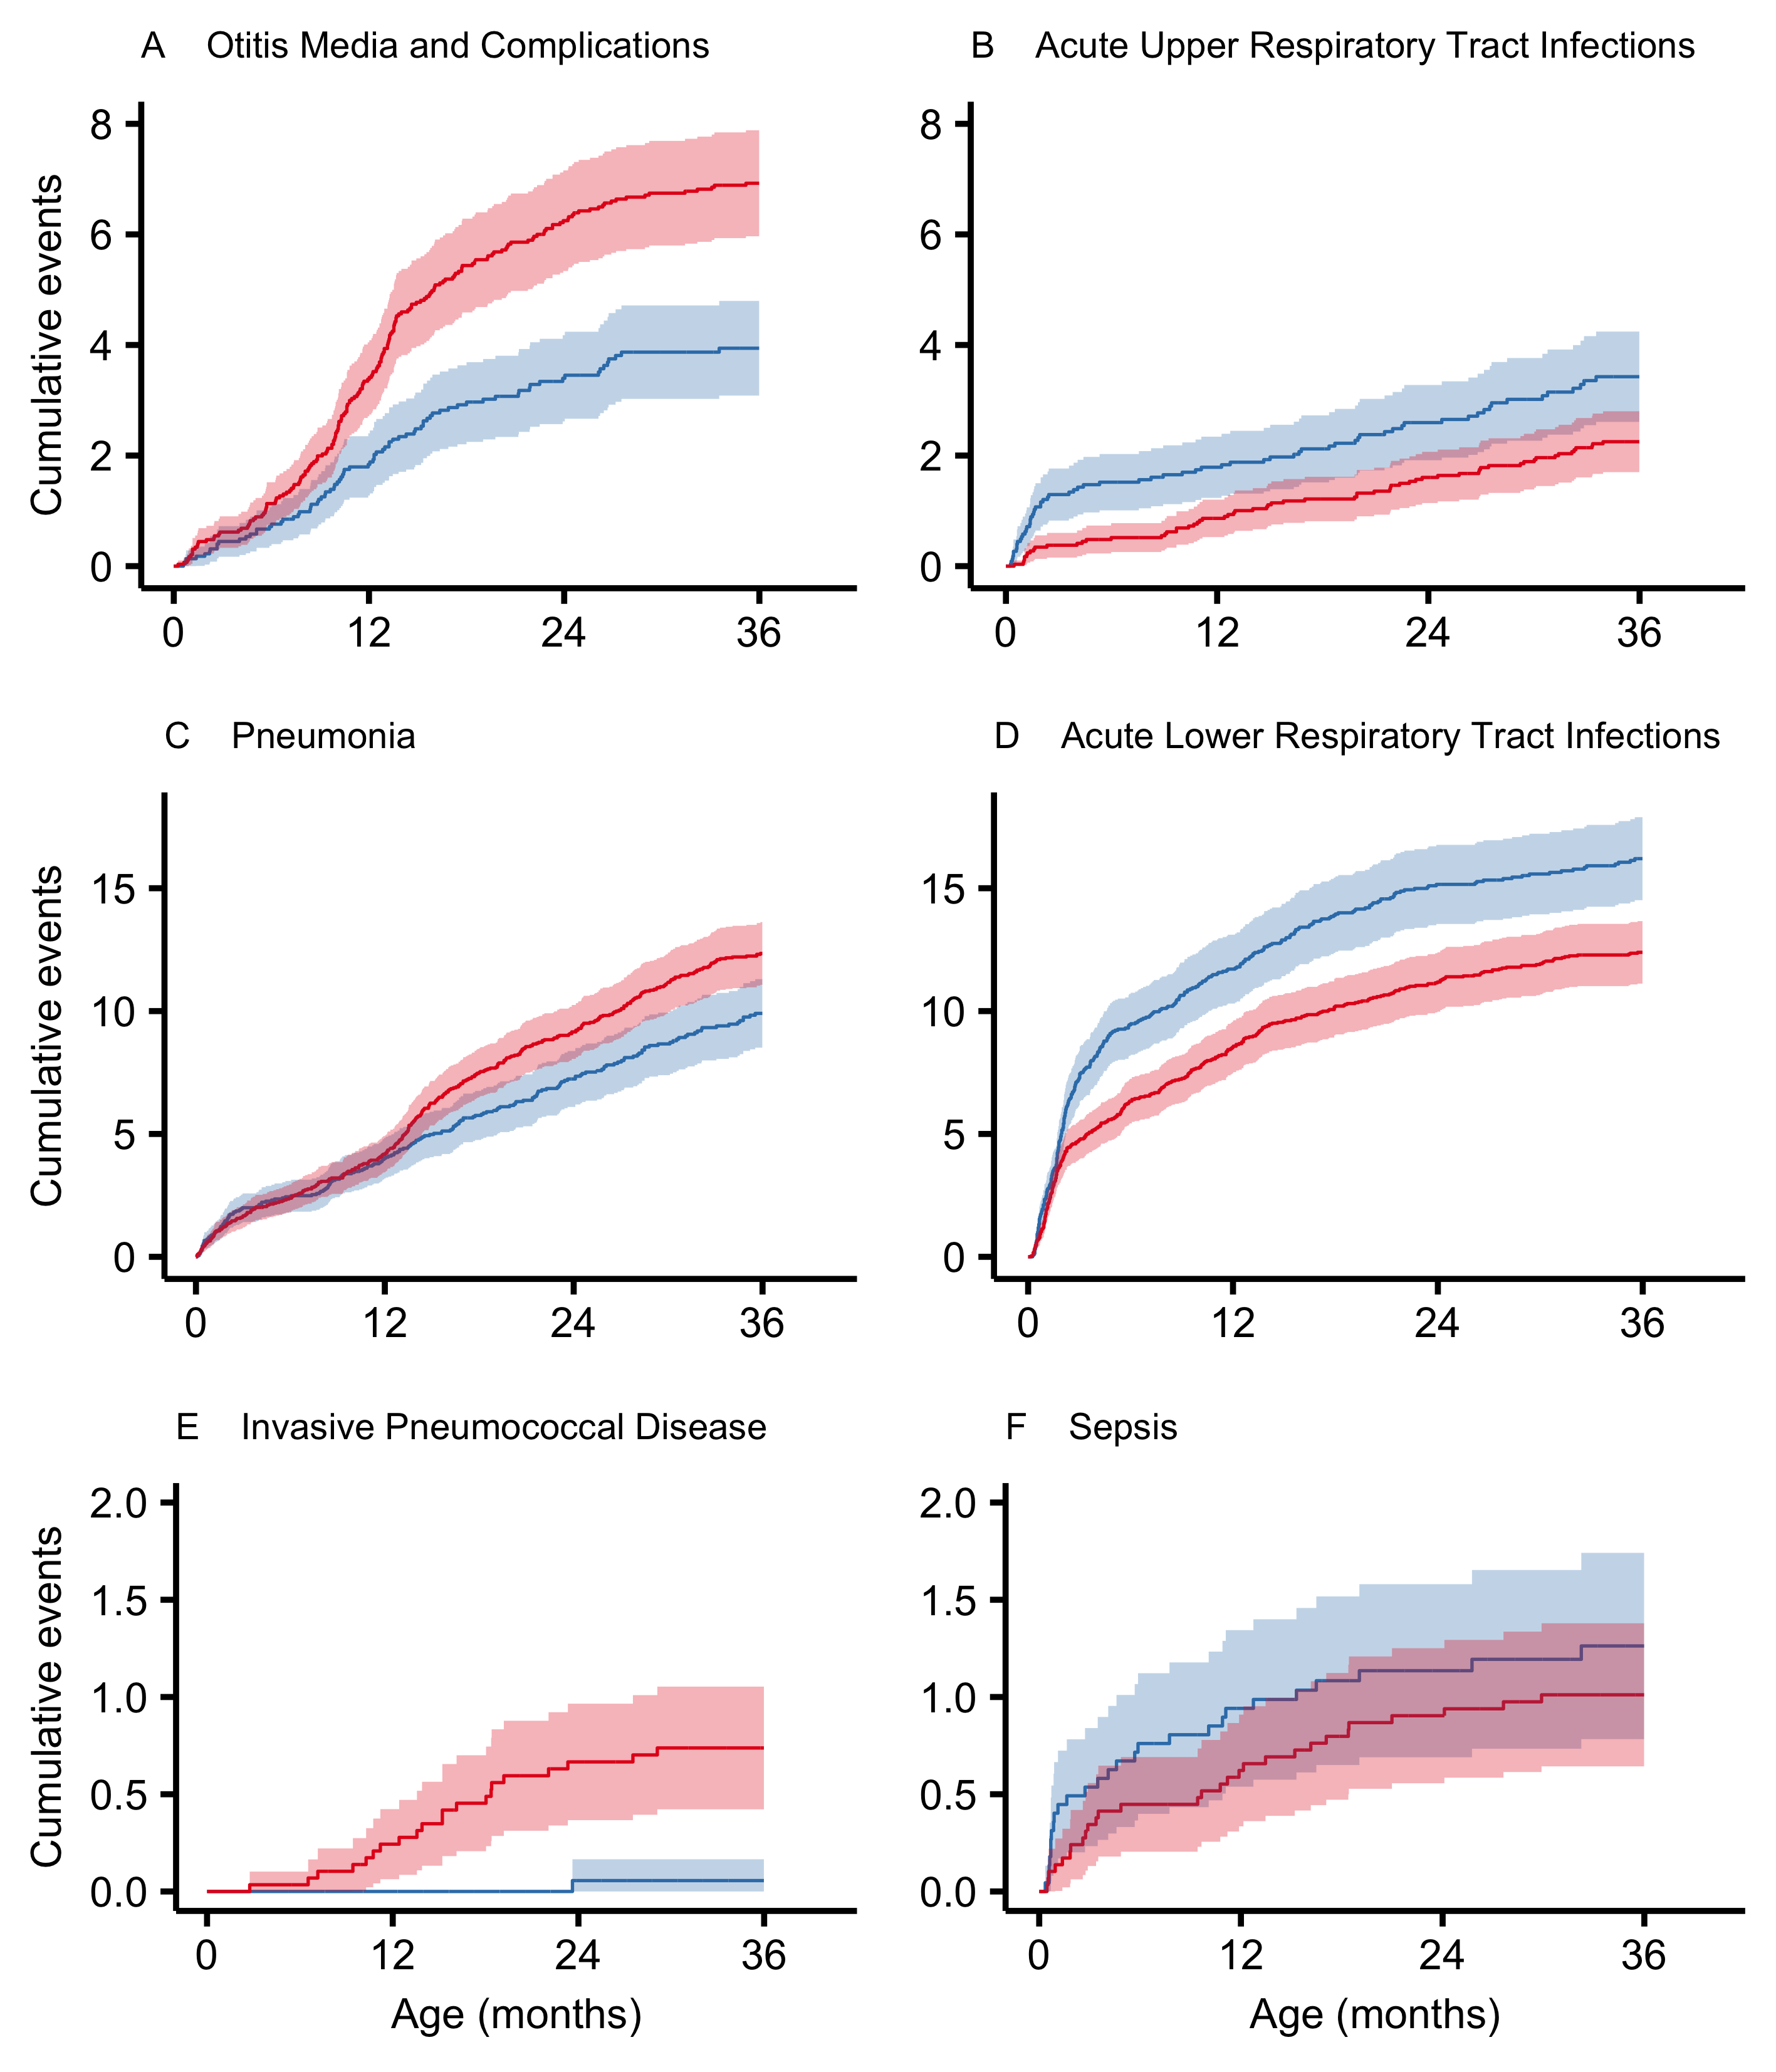 A Otitis Media and Complications
B Acute Upper Respiratory Tract Infections
Cumulative events
8
6
4
2
0
0 12 24 36
8
6
4
2
0
0 12 24 36
C Pneumonia
D Acute Lower Respiratory Tract Infections
Cumulative events
15
10
5
0
0 12 24 36
15
10
5
0
0 12 24 36
E Invasive Pneumococcal Disease
F Sepsis
Cumulative events
2.0
1.5
1.0
0.5
0.0
0 12 24 36
Age (months)
2.0
1.5
1.0
0.5
0.0
0 12 24 36
Age (months)